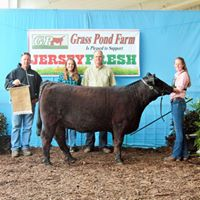 Grass Pond Farm
Is Pleased to Support
JERSEY FRESH